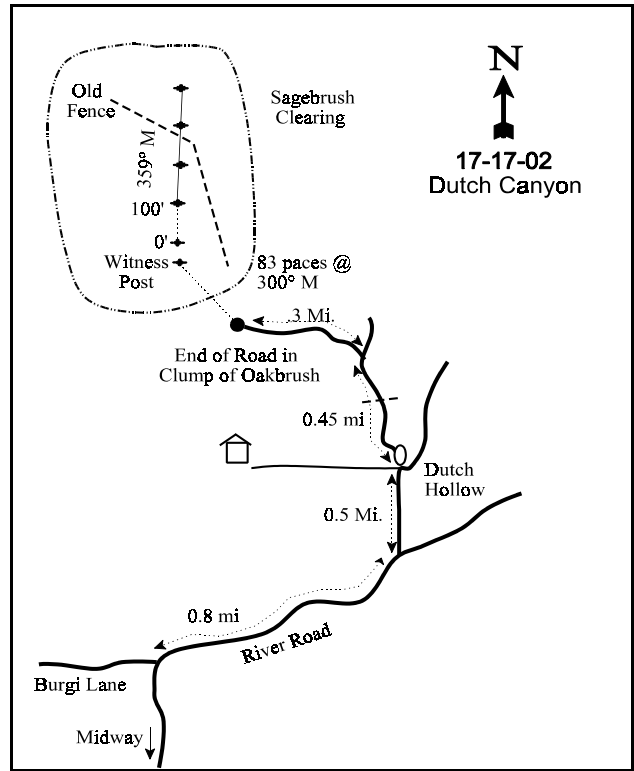 N
17-17-02
Dutch Canyon
Old
Fence
Sagebrush
Clearing
359° M
100'
0'
Witness
Post
83 paces @
300° M
.3 Mi.
End of Road in
Clump of Oakbrush
0.45 mi
Dutch
Hollow
0.5 Mi.
0.8 mi
River Road
Burgi Lane
Midway